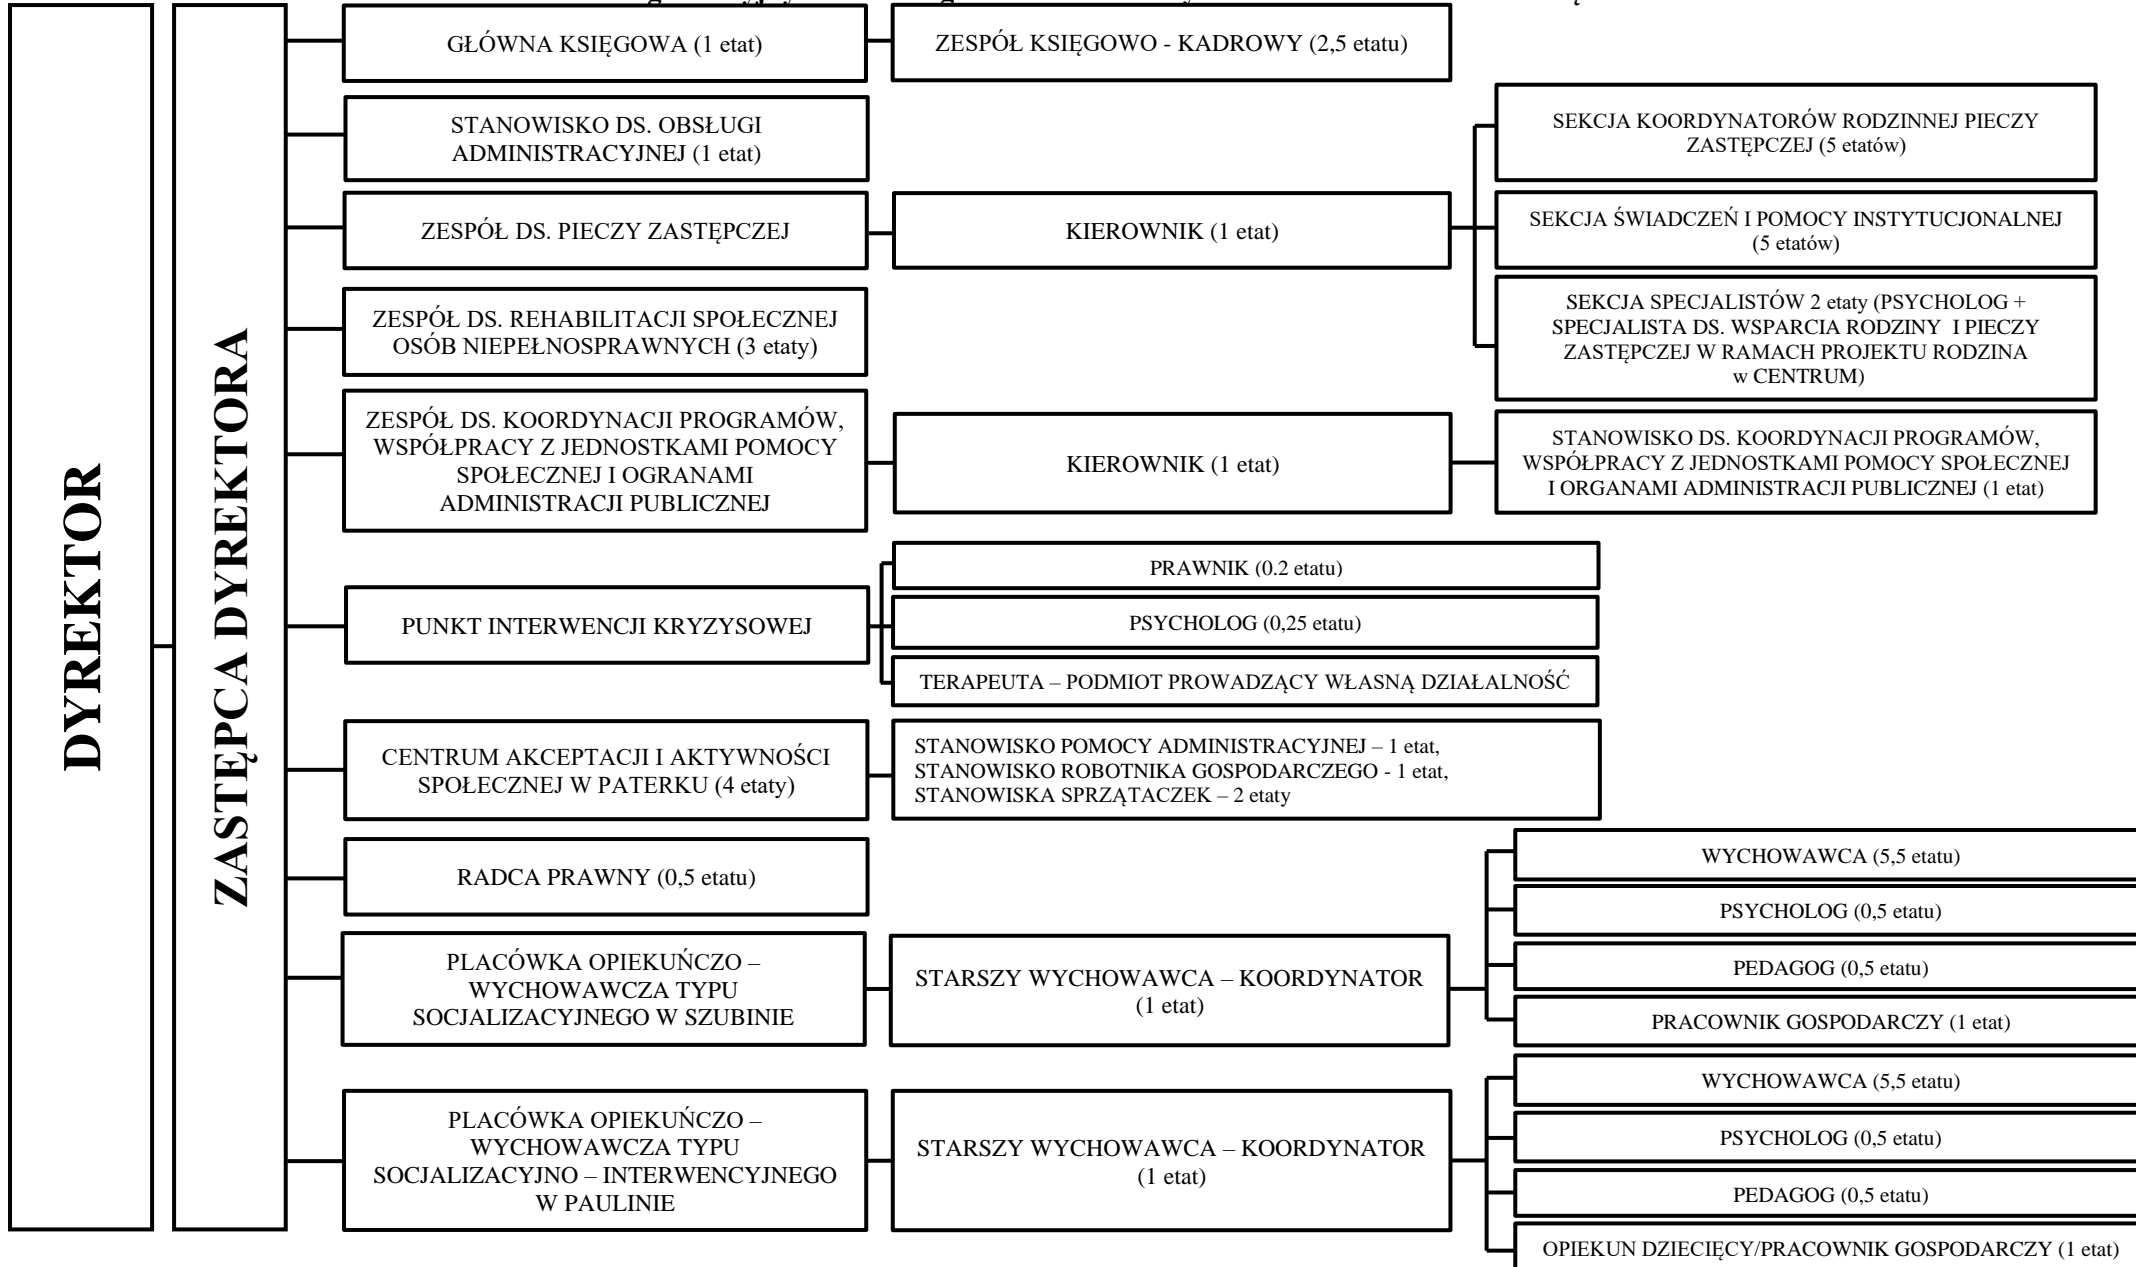 DYREKTOR
ZASTĘPCA DYREKTORA
GŁÓWNA KSIĘGOWA (1 etat)
ZESPÓŁ KSIĘGOWO - KADROWY (2,5 etatu)
STANOWISKO DS. OBSŁUGI
ADMINISTRACYJNEJ (1 etat)
ZESPÓŁ DS. PIECZY ZASTĘPCZEJ
KIEROWNIK (1 etat)
SEKCJA KOORDYNATORÓW RODZINNEJ PIECZY
ZASTĘPCZEJ (5 etatów)
SEKCJA ŚWIADCZEŃ I POMOCY INSTYTUCJONALNEJ
(5 etatów)
SEKCJA SPECJALISTÓW 2 etaty (PSYCHOLOG +
SPECJALISTA DS. WSPARCIA RODZINY I PIECZY
ZASTĘPCZEJ W RAMACH PROJEKTU RODZINA
w CENTRUM)
ZESPÓŁ DS. REHABILITACJI SPOŁECZNEJ
OSÓB NIEPEŁNOSPRAWNYCH (3 etaty)
ZESPÓŁ DS. KOORDYNACJI PROGRAMÓW,
WSPÓŁPRACY Z JEDNOSTKAMI POMOCY
SPOŁECZNEJ I OGRANAMI
ADMINISTRACJI PUBLICZNEJ
KIEROWNIK (1 etat)
STANOWISKO DS. KOORDYNACJI PROGRAMÓW,
WSPÓŁPRACY Z JEDNOSTKAMI POMOCY SPOŁECZNEJ
I ORGANAMI ADMINISTRACJI PUBLICZNEJ (1 etat)
PUNKT INTERWENCJI KRYZYSOWEJ
PRAWNIK (0.2 etatu)
PSYCHOLOG (0,25 etatu)
TERAPEUTA – PODMIOT PROWADZĄCY WŁASNĄ DZIAŁALNOŚĆ
CENTRUM AKCEPTACJI I AKTYWNOŚCI
SPOŁECZNEJ W PATERKU (4 etaty)
STANOWISKO POMOCY ADMINISTRACYJNEJ – 1 etat,
STANOWISKO ROBOTNIKA GOSPODARCZEGO - 1 etat,
STANOWISKA SPRZĄTACZEK – 2 etaty
RADCA PRAWNY (0,5 etatu)
PLACÓWKA OPIEKUŃCZO –
WYCHOWAWCZA TYPU
SOCJALIZACYJNEGO W SZUBINIE
STARSZY WYCHOWAWCA – KOORDYNATOR
(1 etat)
WYCHOWAWCA (5,5 etatu)
PSYCHOLOG (0,5 etatu)
PEDAGOG (0,5 etatu)
PRACOWNIK GOSPODARCZY (1 etat)
PLACÓWKA OPIEKUŃCZO –
WYCHOWAWCZA TYPU
SOCJALIZACYJNO – INTERWENCYJNEGO
W PAULINIE
STARSZY WYCHOWAWCA – KOORDYNATOR
(1 etat)
WYCHOWAWCA (5,5 etatu)
PSYCHOLOG (0,5 etatu)
PEDAGOG (0,5 etatu)
OPIEKUN DZIECIĘCY/PRACOWNIK GOSPODARCZY (1 etat)